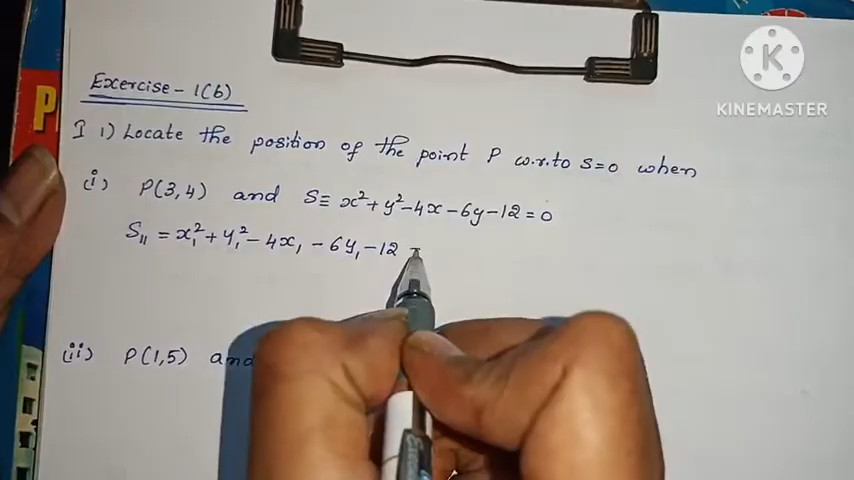 KINEMASTER
Exercise - 1(b)
I 1) Locate the position of the point P w.r.to S=0 when
(i) P(3,4) and S≡ x²+y²-4x-6y-12=0
S₁₁ = x₁²+y₁²-4x₁-6y₁-12
(ii) P(1,5) and